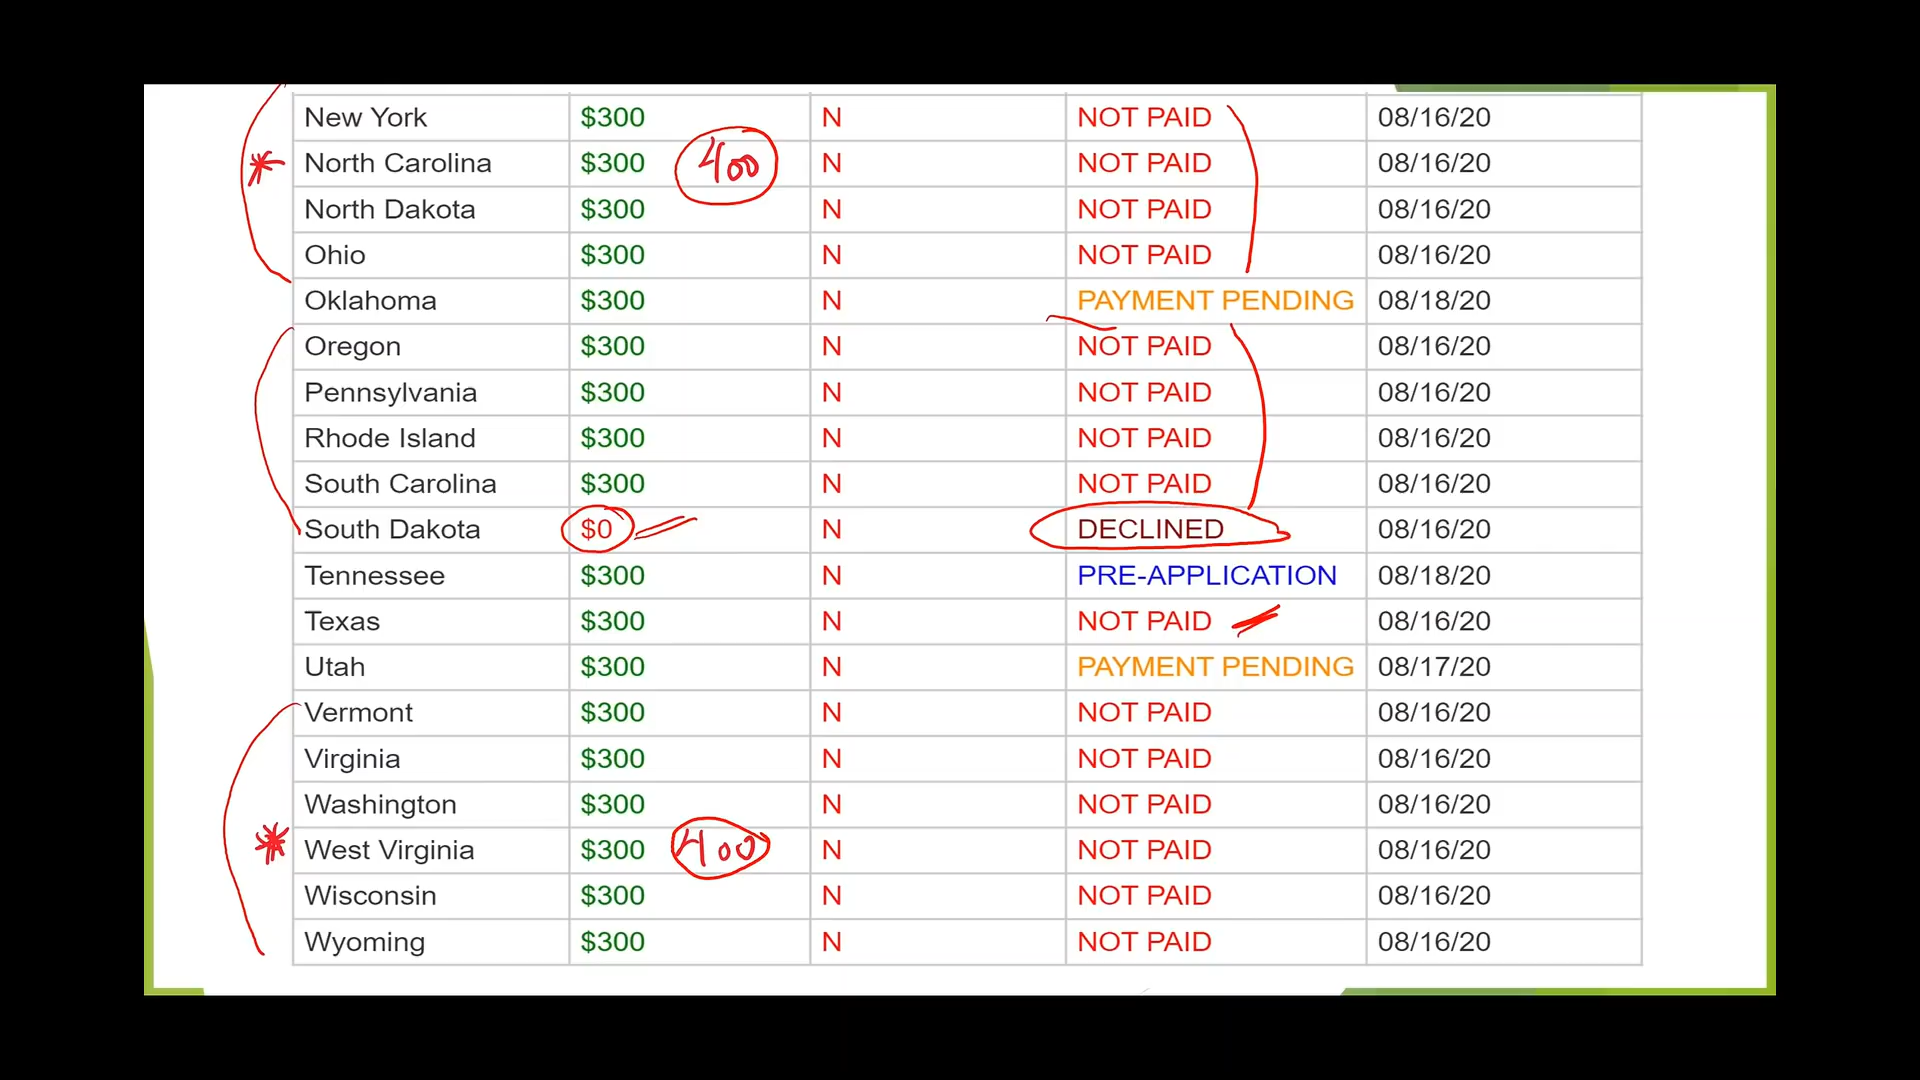 New York $300 N NOT PAID 08/16/20
North Carolina $300 400 N NOT PAID 08/16/20
North Dakota $300 N NOT PAID 08/16/20
Ohio $300 N NOT PAID 08/16/20
Oklahoma $300 N PAYMENT PENDING 08/18/20
Oregon $300 N NOT PAID 08/16/20
Pennsylvania $300 N NOT PAID 08/16/20
Rhode Island $300 N NOT PAID 08/16/20
South Carolina $300 N NOT PAID 08/16/20
South Dakota $0 N DECLINED 08/16/20
Tennessee $300 N PRE-APPLICATION 08/18/20
Texas $300 N NOT PAID 08/16/20
Utah $300 N PAYMENT PENDING 08/17/20
Vermont $300 N NOT PAID 08/16/20
Virginia $300 N NOT PAID 08/16/20
Washington $300 N NOT PAID 08/16/20
West Virginia $300 400 N NOT PAID 08/16/20
Wisconsin $300 N NOT PAID 08/16/20
Wyoming $300 N NOT PAID 08/16/20